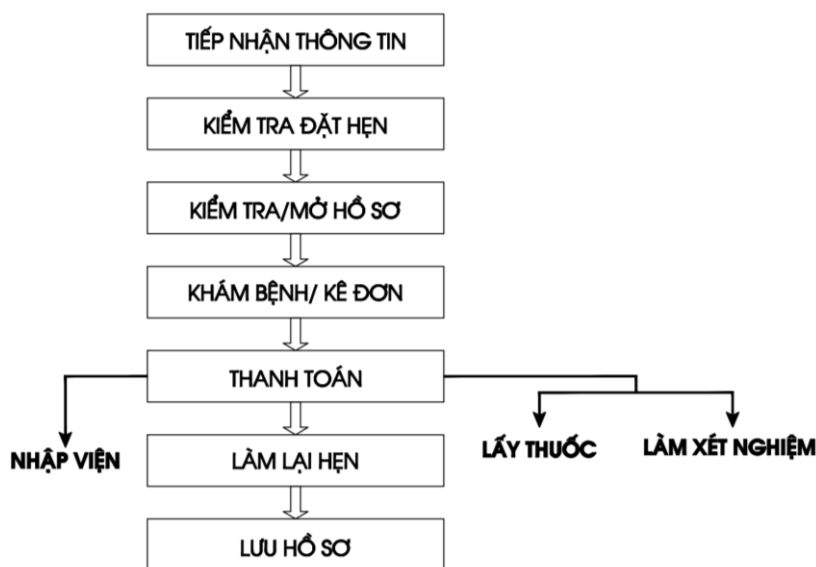 TIẾP NHẬN THÔNG TIN
KIỂM TRA ĐẶT HẸN
KIỂM TRA/MỞ HỒ SƠ
KHÁM BỆNH/ KÊ ĐƠN
THANH TOÁN
NHẬP VIỆN
LÀM LẠI HẸN
LẤY THUỐC
LÀM XÉT NGHIỆM
LƯU HỒ SƠ